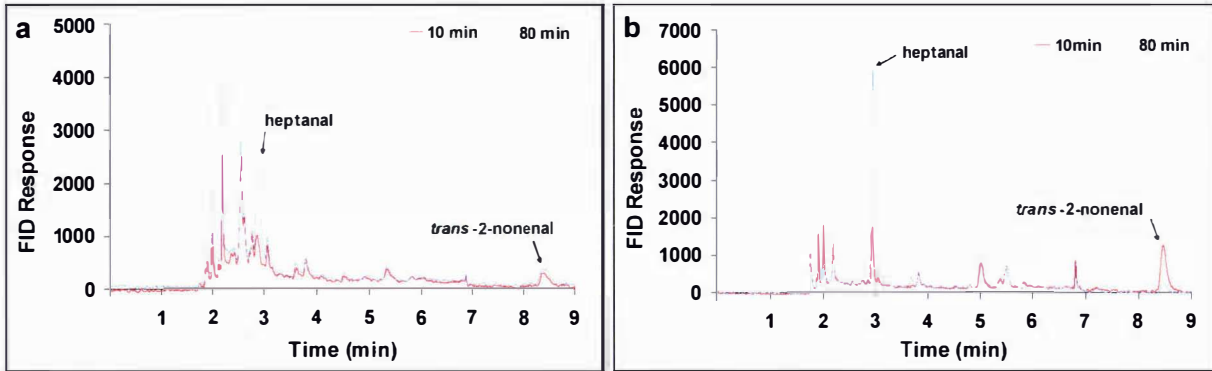 a
10 min 80 min
heptanal
trans-2-nonenal
5000
4000
3000
2000
1000
0
FID Response
1 2 3 4 5 6 7 8 9
Time (min)
b
10min 80 min
heptanal
trans-2-nonenal
7000
6000
5000
4000
3000
2000
1000
0
FID Response
1 2 3 4 5 6 7 8 9
Time (min)